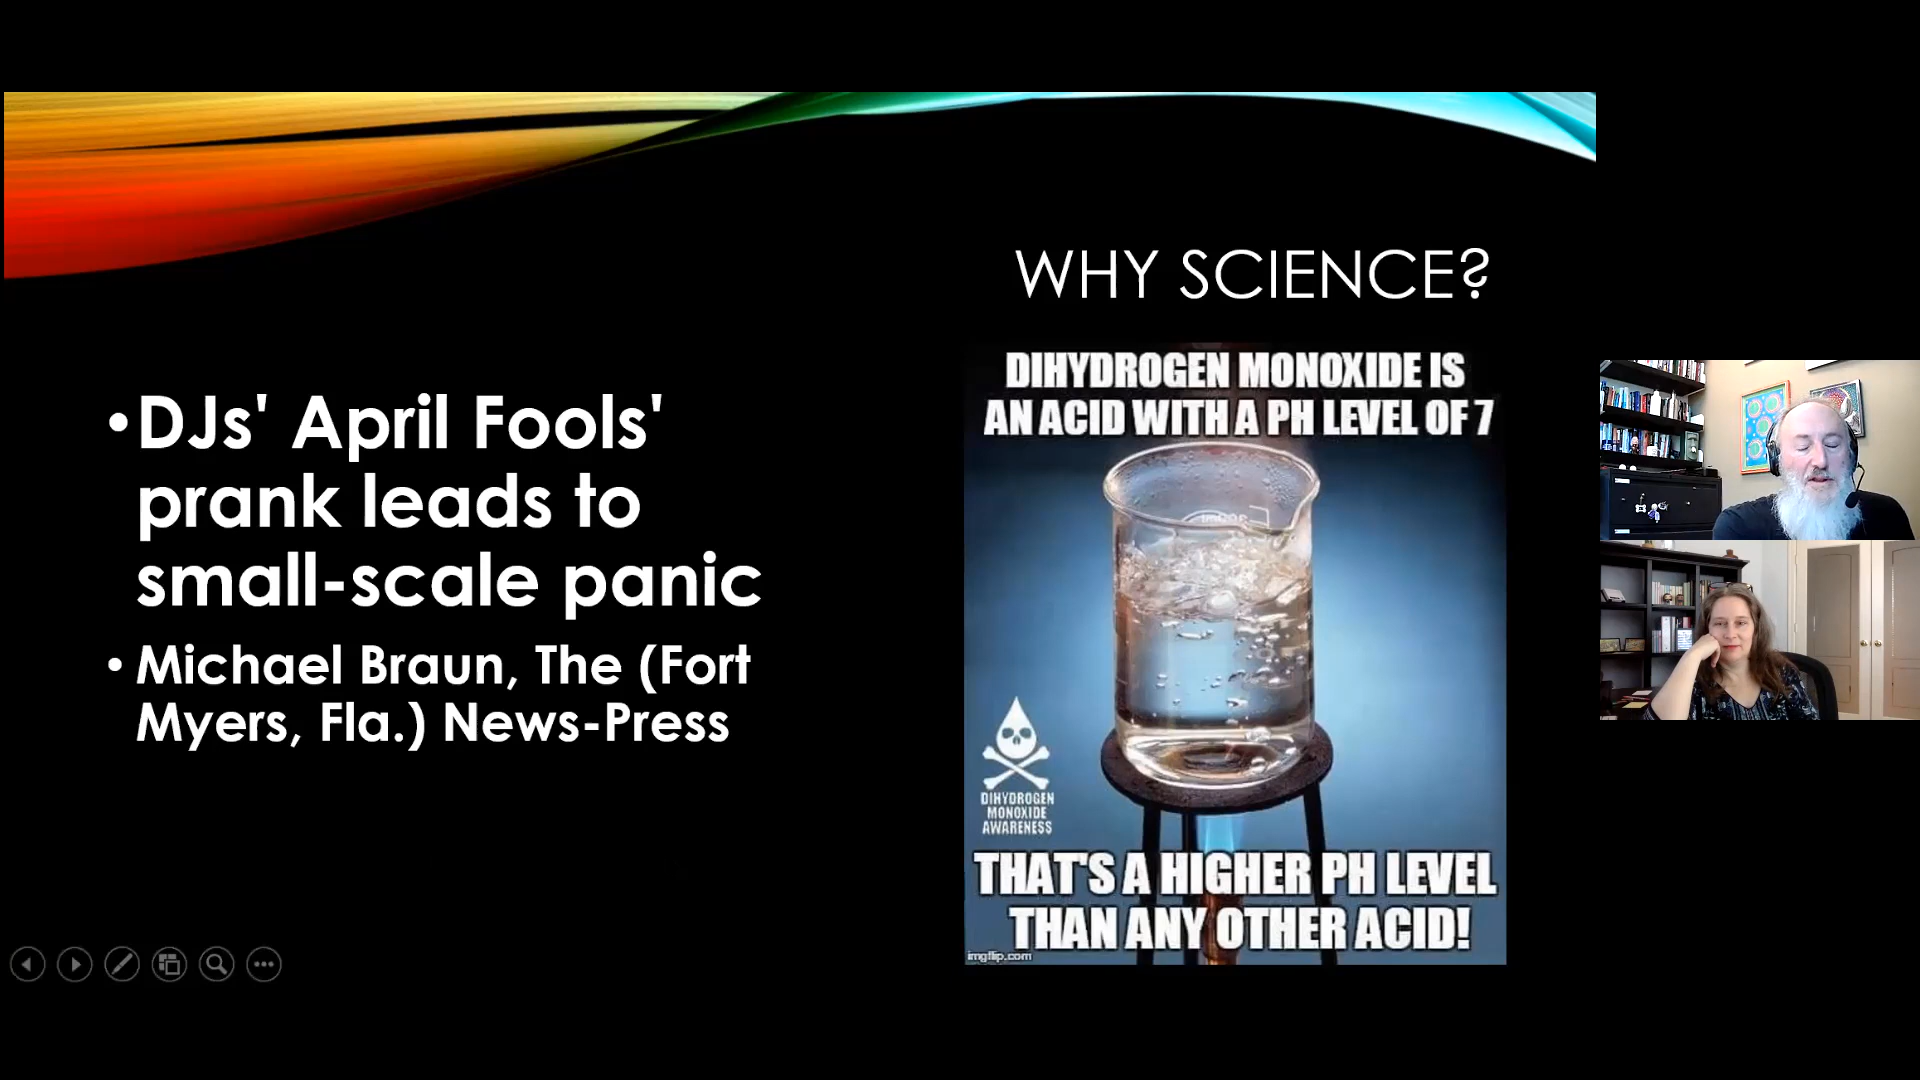 WHY SCIENCE?
•DJs' April Fools'
prank leads to
small-scale panic
• Michael Braun, The (Fort
Myers, Fla.) News-Press
DIHYDROGEN MONOXIDE IS
AN ACID WITH A PH LEVEL OF 7
DIHYDROGEN
MONOXIDE
AWARENESS
THAT'S A HIGHER PH LEVEL
THAN ANY OTHER ACID!
imgflip.com